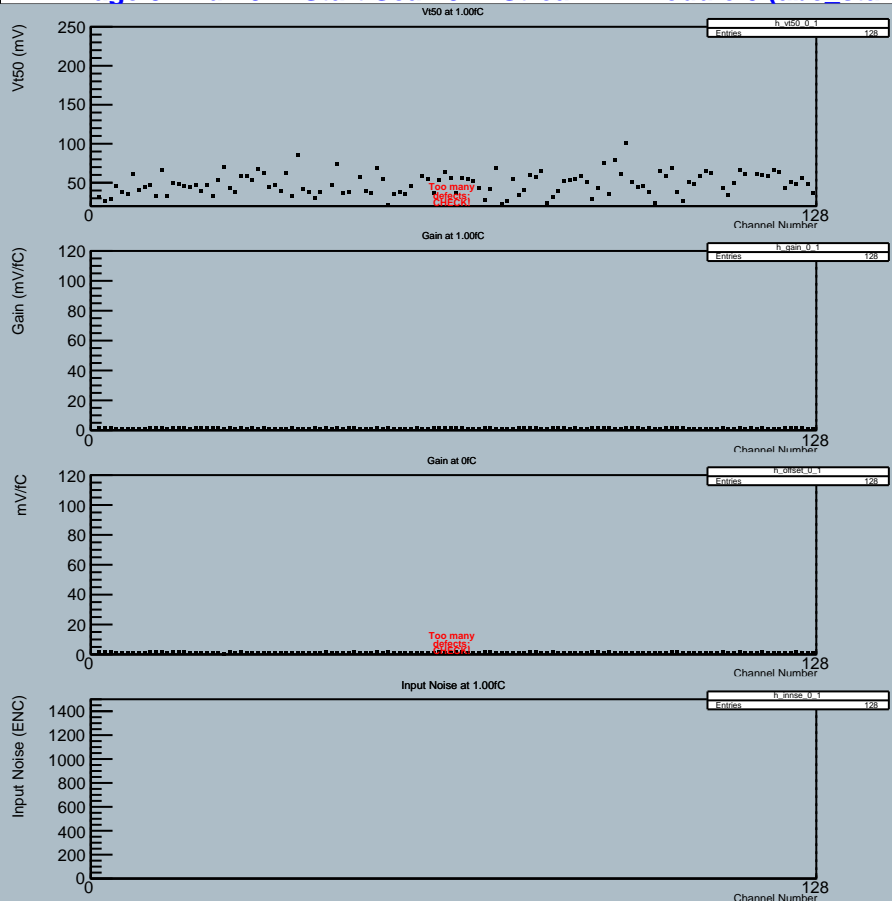 Vt50 at 1.00fC
h_vt50_0_1
Entries 128
Vt50 (mV)
250
200
150
100
50
Too many
defects:
CHECK!
0
128
Channel Number
Gain at 1.00fC
h_gain_0_1
Entries 128
Gain (mV/fC)
120
100
80
60
40
20
0
0
128
Channel Number
Gain at 0fC
h_offset_0_1
Entries 128
mV/fC
120
100
80
60
40
20
0
Too many
defects:
CHECK!
0
128
Channel Number
Input Noise at 1.00fC
h_innse_0_1
Entries 128
Input Noise (ENC)
1400
1200
1000
800
600
400
200
0
0
128
Channel Number